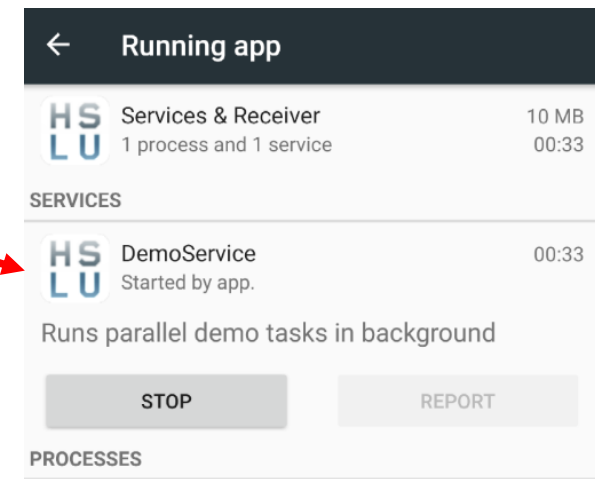 Running app
HS
LU
Services & Receiver
10 MB
1 process and 1 service
00:33
SERVICES
HS
LU
DemoService
00:33
Started by app.
Runs parallel demo tasks in background
STOP
REPORT
PROCESSES